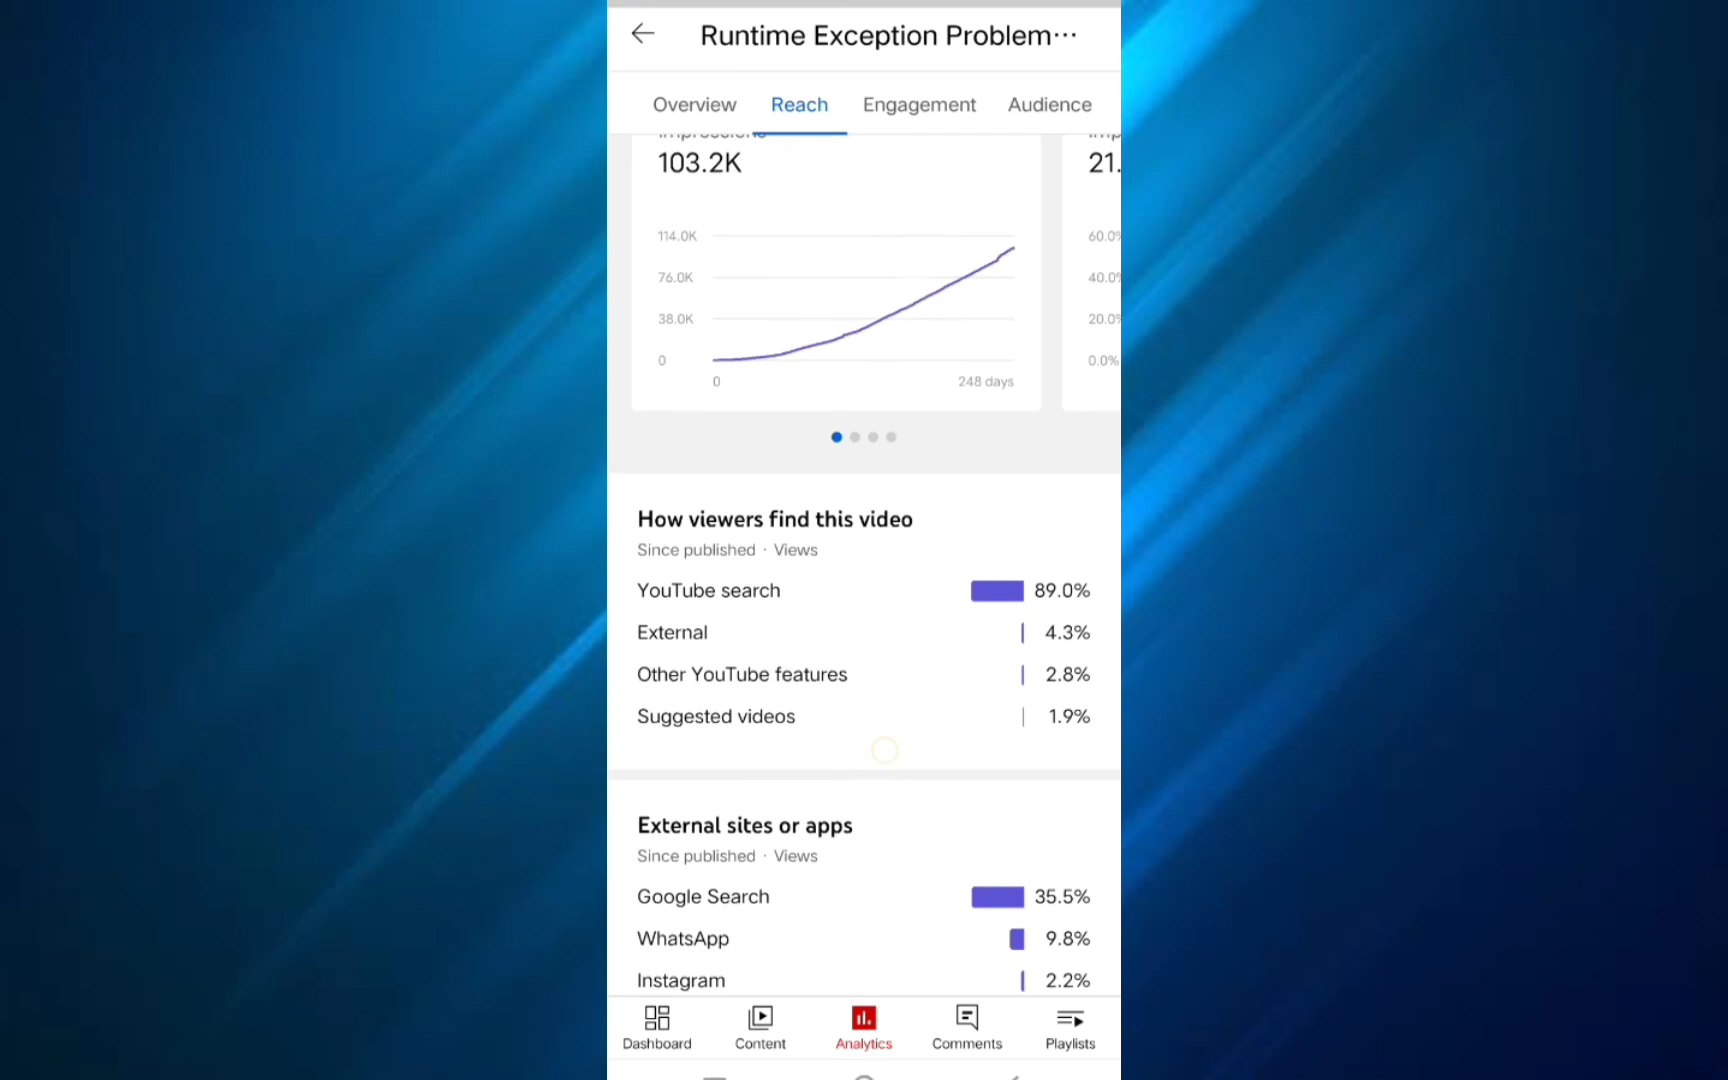 Runtime Exception Problem···
Overview Reach Engagement Audience
Impressions
103.2K
21.
114.0K
76.0K
38.0K
0
0 248 days
60.0%
40.0%
20.0%
0.0%
How viewers find this video
Since published · Views
YouTube search 89.0%
External 4.3%
Other YouTube features 2.8%
Suggested videos 1.9%
External sites or apps
Since published · Views
Google Search 35.5%
WhatsApp 9.8%
Instagram 2.2%
Dashboard Content Analytics Comments Playlists